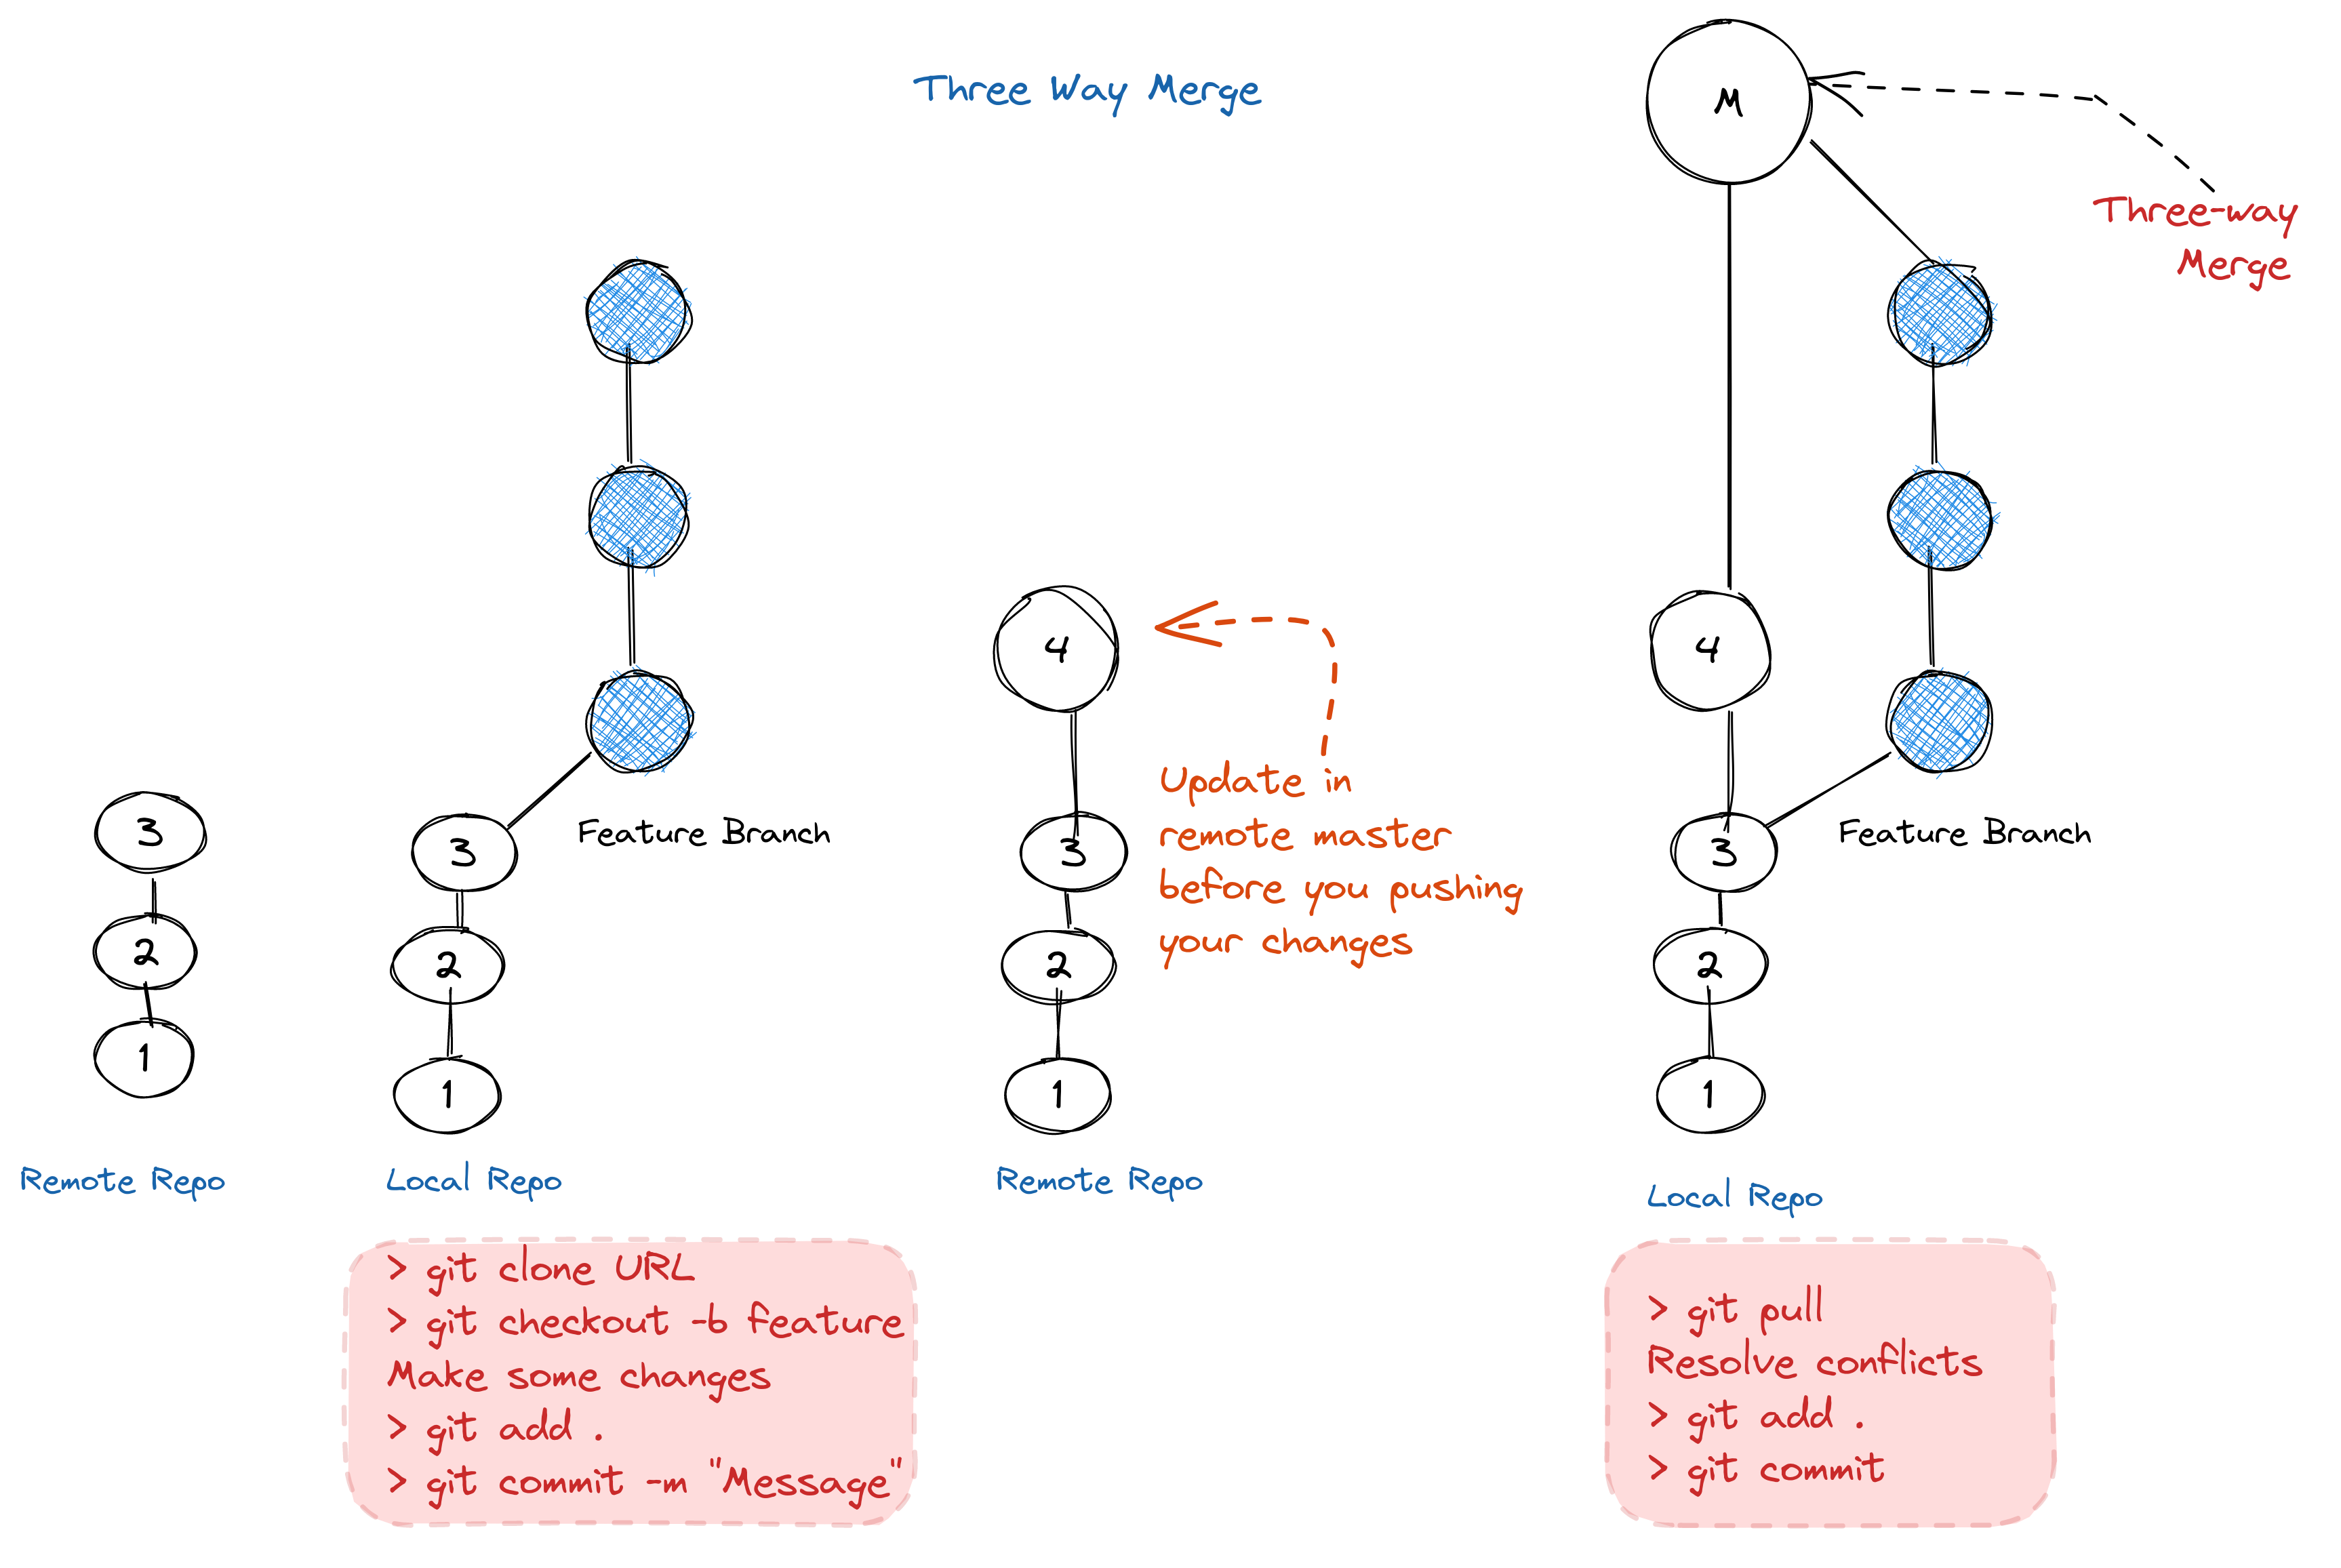 Three Way Merge
M
Three-way
Merge
4
Update in
remote master
before you pushing
your changes
4
3
2
1
Remote Repo
3
2
1
Feature Branch
Local Repo
3
2
1
Remote Repo
3
2
1
Feature Branch
Local Repo
> git clone URL
> git checkout -b feature
Make some changes
> git add .
> git commit -m "Message"
> git pull
Resolve conflicts
> git add .
> git commit